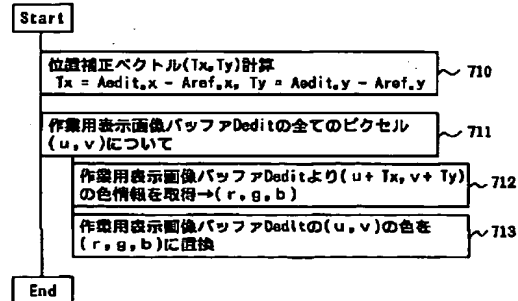 Start
位置補正ベクトル(Tx,Ty)計算
Tx = Aedit.x - Aref.x, Ty = Aedit.y - Aref.y
710
作業用表示画像バッファDeditの全てのピクセル
(u,v)について
711
作業用表示画像バッファDeditより(u+Tx,v+Ty)
の色情報を取得→(r,g,b)
712
作業用表示画像バッファDeditの(u,v)の色を
(r,g,b)に置換
713
End